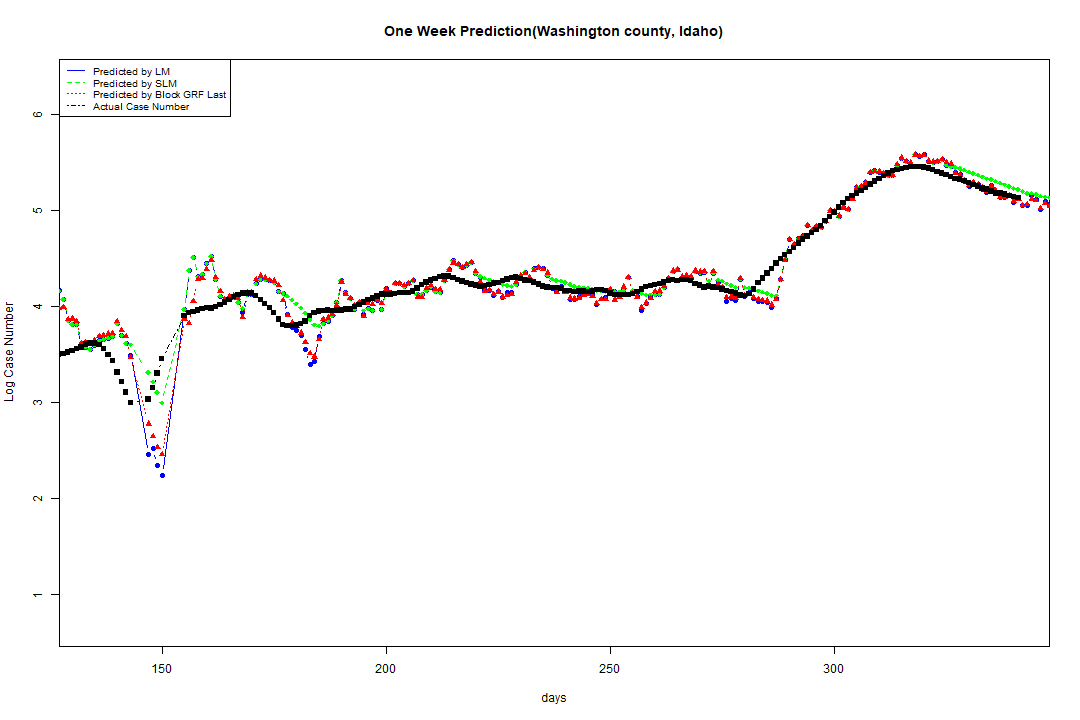 One Week Prediction(Washington county, Idaho)
Predicted by LM
Predicted by SLM
Predicted by Block GRF Last
Actual Case Number
6
5
4
3
2
1
Log Case Number
150 200 250 300
days